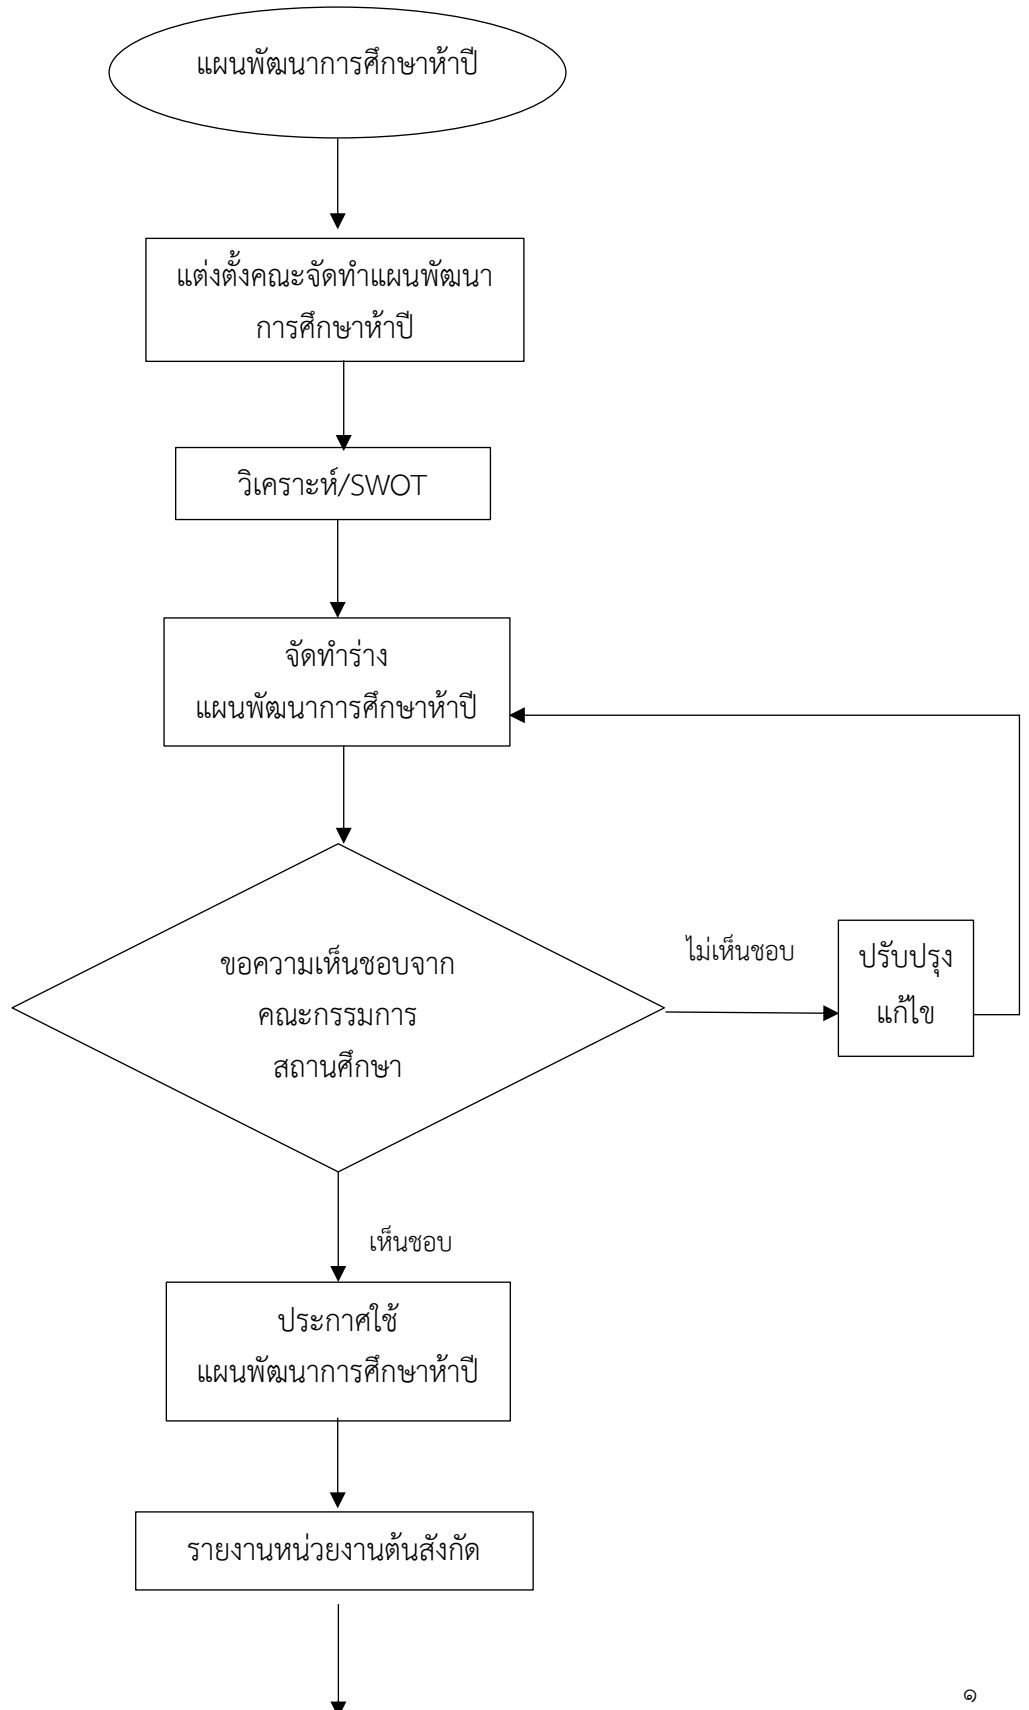 แผนพัฒนาการศึกษาห้าปี
แต่งตั้งคณะจัดทำแผนพัฒนา
การศึกษาห้าปี
วิเคราะห์/SWOT
จัดทำร่าง
แผนพัฒนาการศึกษาห้าปี
ขอความเห็นชอบจาก
คณะกรรมการ
สถานศึกษา
ไม่เห็นชอบ
ปรับปรุง
แก้ไข
เห็นชอบ
ประกาศใช้
แผนพัฒนาการศึกษาห้าปี
รายงานหน่วยงานต้นสังกัด
๑